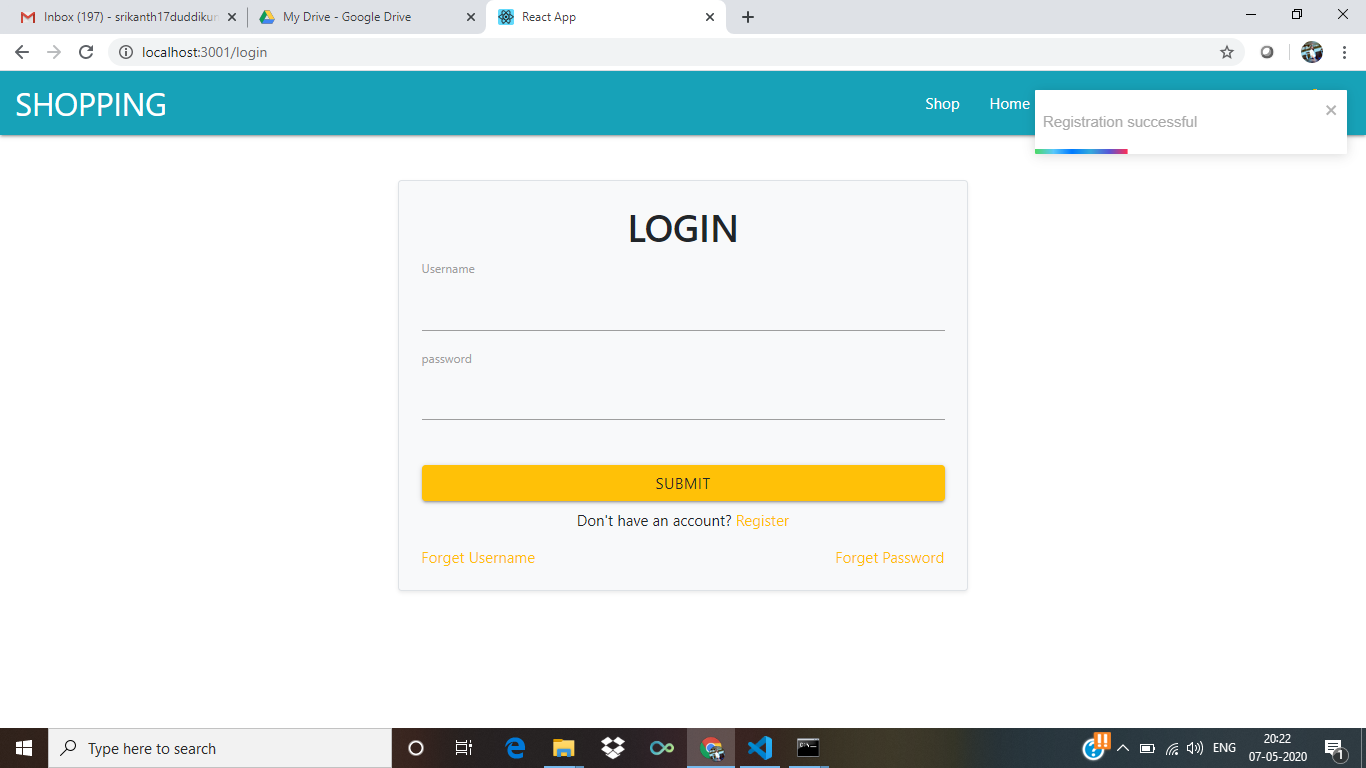 Inbox (197) - srikanth17duddikun
My Drive - Google Drive
React App
localhost:3001/login
SHOPPING
Shop
Home
Registration successful
LOGIN
Username
password
SUBMIT
Don't have an account? Register
Forget Username
Forget Password
Type here to search
ENG
20:22
07-05-2020
1